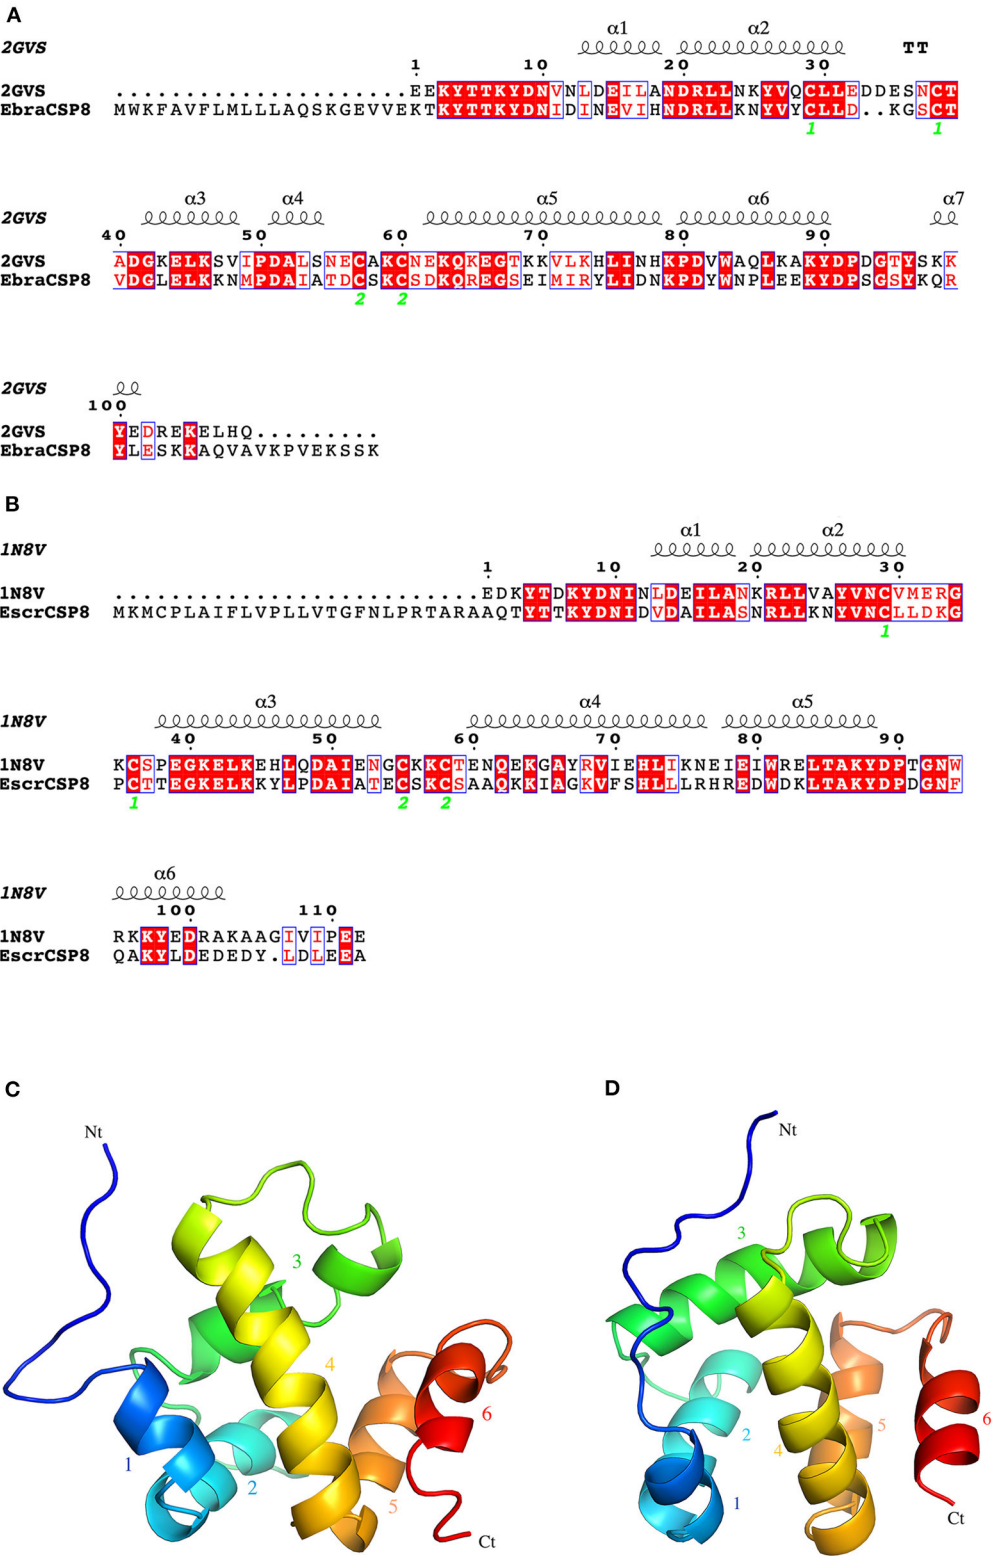 A
α1 α2
2GVS TT
1 10 20 30
2GVS . . . . . . . . . . . . . . . . . . . . . EEKYTTKYDNVNLDEILANDRLLNKYVQCLLEDDESNCT
EbraCSP8 MWKFAVFLMLLLAQSKGEVVEKTKYTTKYDNIDINEVIHNDRLLKNYVYCLLD..KGSCT
1 1
α3 α4 α5 α6 α7
2GVS
40 50 60 70 80 90
2GVS ADGKELKSVIPDALSNECAKCNEKQKEGTKKVLKHLINHKPDVWAQLKAKYDPDGTYSKK
EbraCSP8 VDGLELKKNMPDAIATDCSKCSDKQREGSEIMIRYLIDNKPDYWNPLEEKYDPSGSYKQR
2 2
2GVS
100
2GVS YEDREKELHQ.........
EbraCSP8 YLESKKAQVAVKPVEKSSK
B
α1 α2
1N8V
1 10 20 30
1N8V ..........................EDKYTDKYDNINLDEILANKRLLVAYVNCVMERG
EscrCSP8 MKMCPLAIFLVPLLVTGFNLPRTARAAQTYTTKYDNIDVDAILASNRLLKNYVNCLLDKG
1
α3 α4 α5
1N8V
40 50 60 70 80 90
1N8V KCSPEGKELKEHLQDAIENGCKKCTENQEKGAYRVIEHLIKNEIEIWRELTAKYDPTGNW
EscrCSP8 PCTTEGKELKKYLPDAIATECSKCSAAQKKIAGKVFSHLLLRHREDWDKLTAKYDPDGNF
1 2 2
α6
1N8V
100 110
1N8V RKKYEDRAKAAGIVIPEE
EscrCSP8 QAKYLDEDEDY.LDLEEA
C
D
Nt
Nt
3
3
4
6
6
2
5
1
4
2
5
1
Ct
Ct